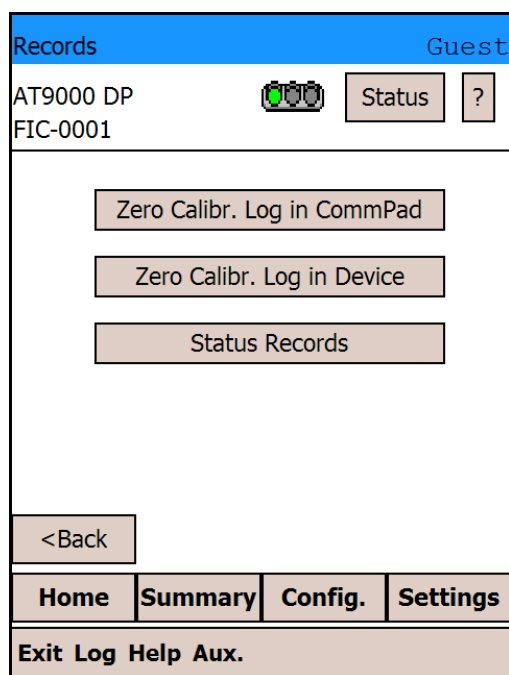 Records Guest
AT9000 DP Status ?
FIC-0001
Zero Calibr. Log in CommPad
Zero Calibr. Log in Device
Status Records
<Back
Home Summary Config. Settings
Exit Log Help Aux.